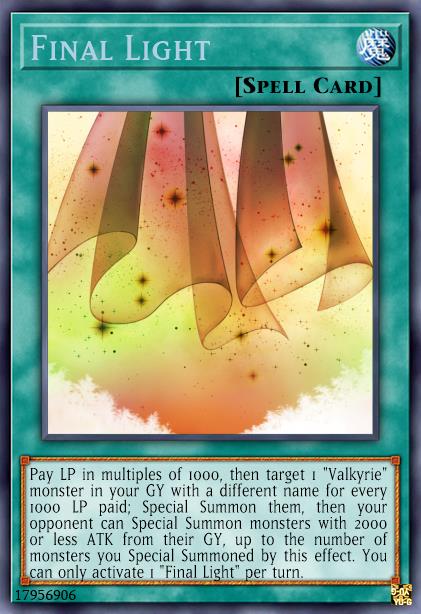 Final Light
魔
[Spell Card]
Pay LP in multiples of 1000, then target 1 "Valkyrie"
monster in your GY with a different name for every
1000 LP paid; Special Summon them, then your
opponent can Special Summon monsters with 2000
or less ATK from their GY, up to the number of
monsters you Special Summoned by this effect. You
can only activate 1 "Final Light" per turn.
17956906